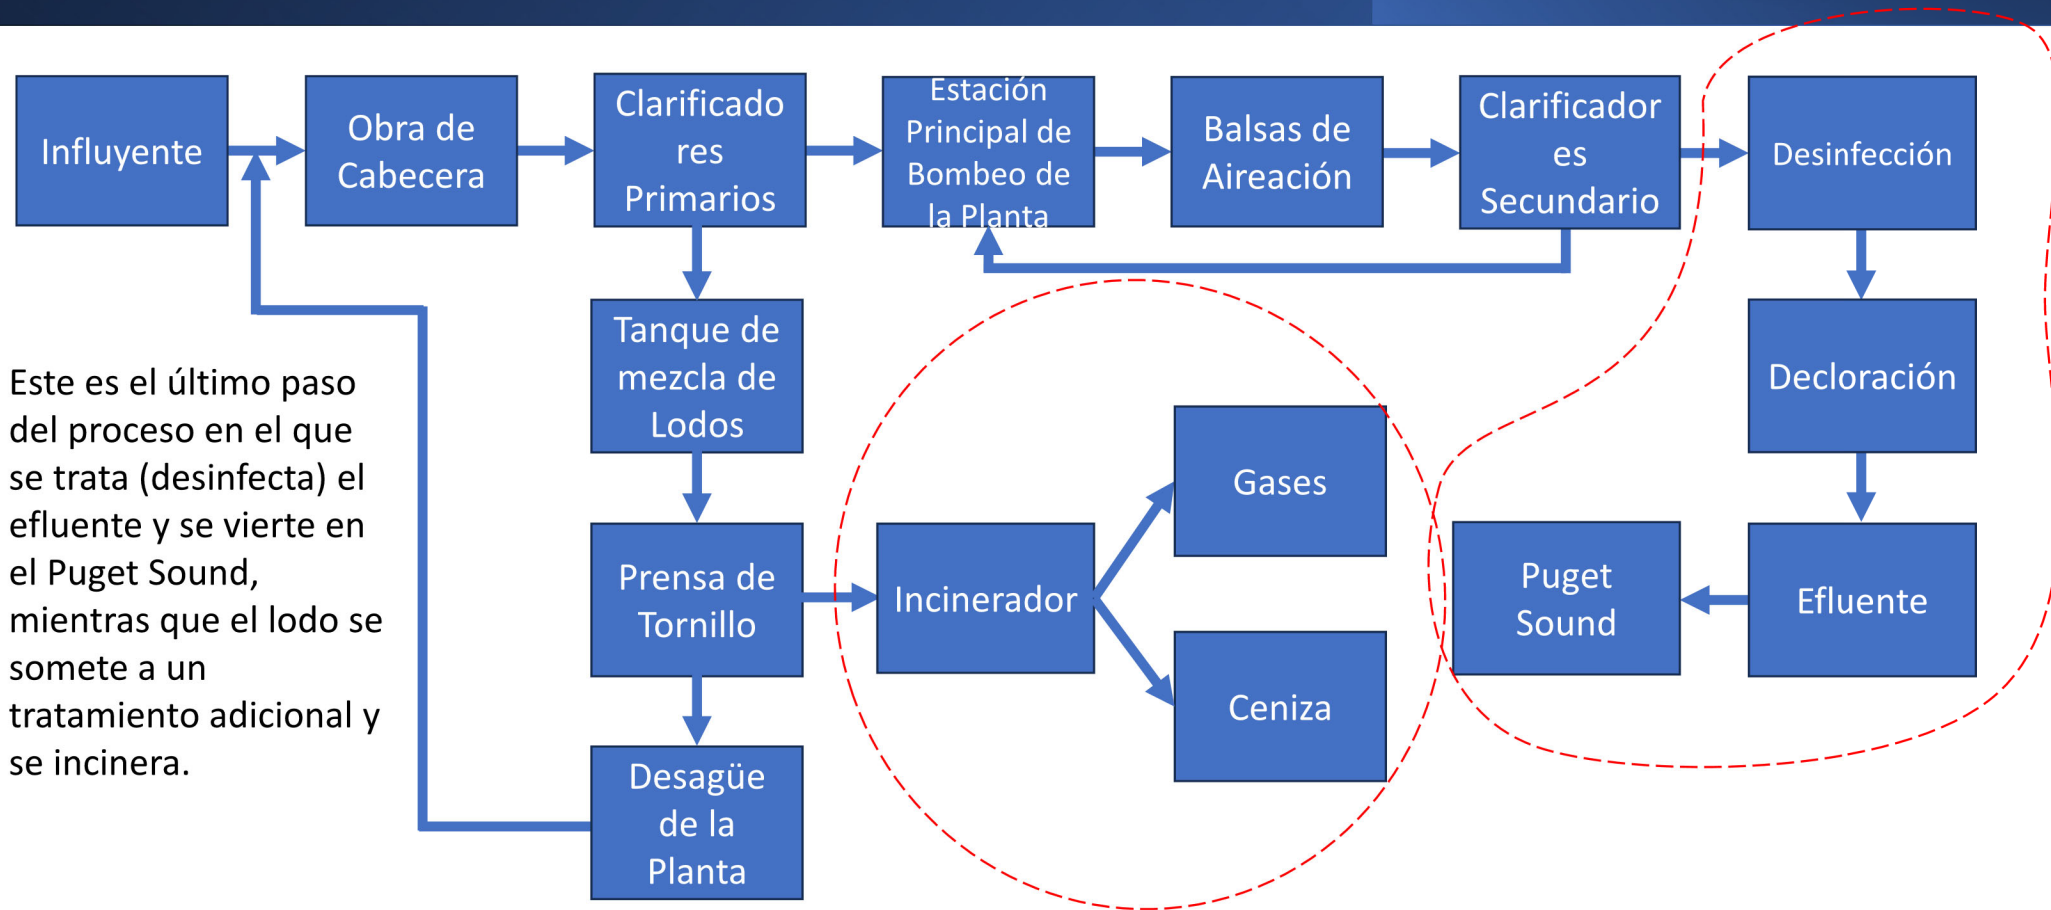 Influyente
Obra de
Cabecera
Clarificado
res
Primarios
Estación
Principal de
Bombeo de
la Planta
Balsas de
Aireación
Clarificador
es
Secundario
Desinfección
Tanque de
mezcla de
Lodos
Decloración
Este es el último paso
del proceso en el que
se trata (desinfecta) el
efluente y se vierte en
el Puget Sound,
mientras que el lodo se
somete a un
tratamiento adicional y
se incinera.
Gases
Prensa de
Tornillo
Incinerador
Puget
Sound
Efluente
Ceniza
Desagüe
de la
Planta